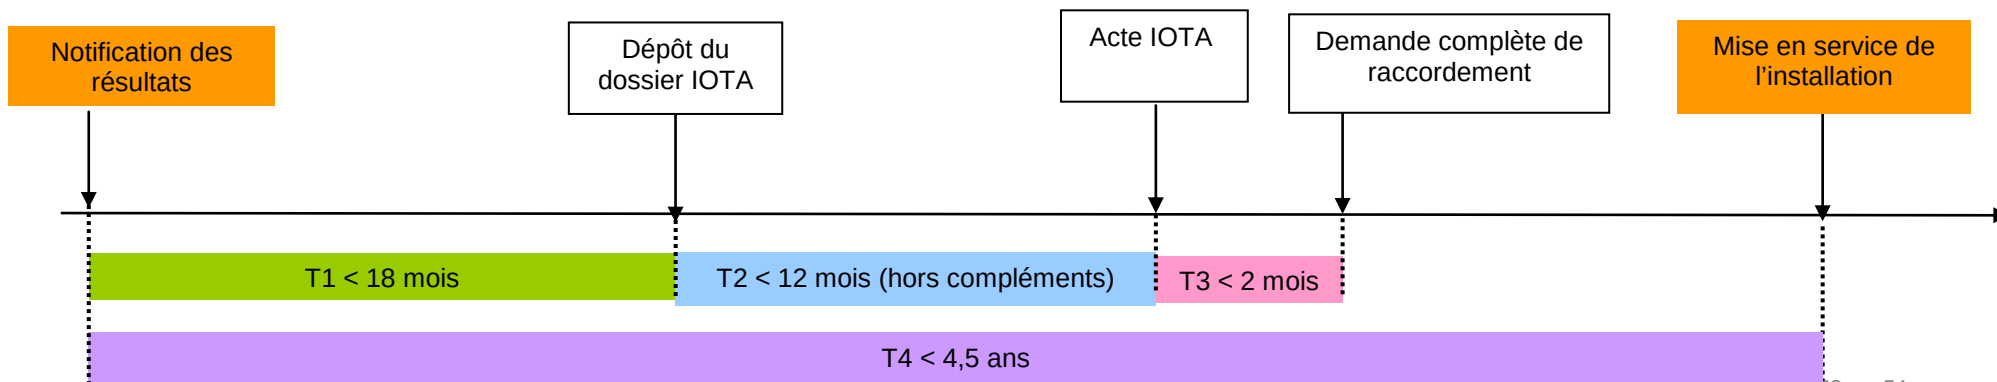 Notification des
résultats
Dépôt du
dossier IOTA
Acte IOTA
Demande complète de
raccordement
Mise en service de
l'installation
T1 < 18 mois
T2 < 12 mois (hors compléments)
T3 < 2 mois
T4 < 4,5 ans